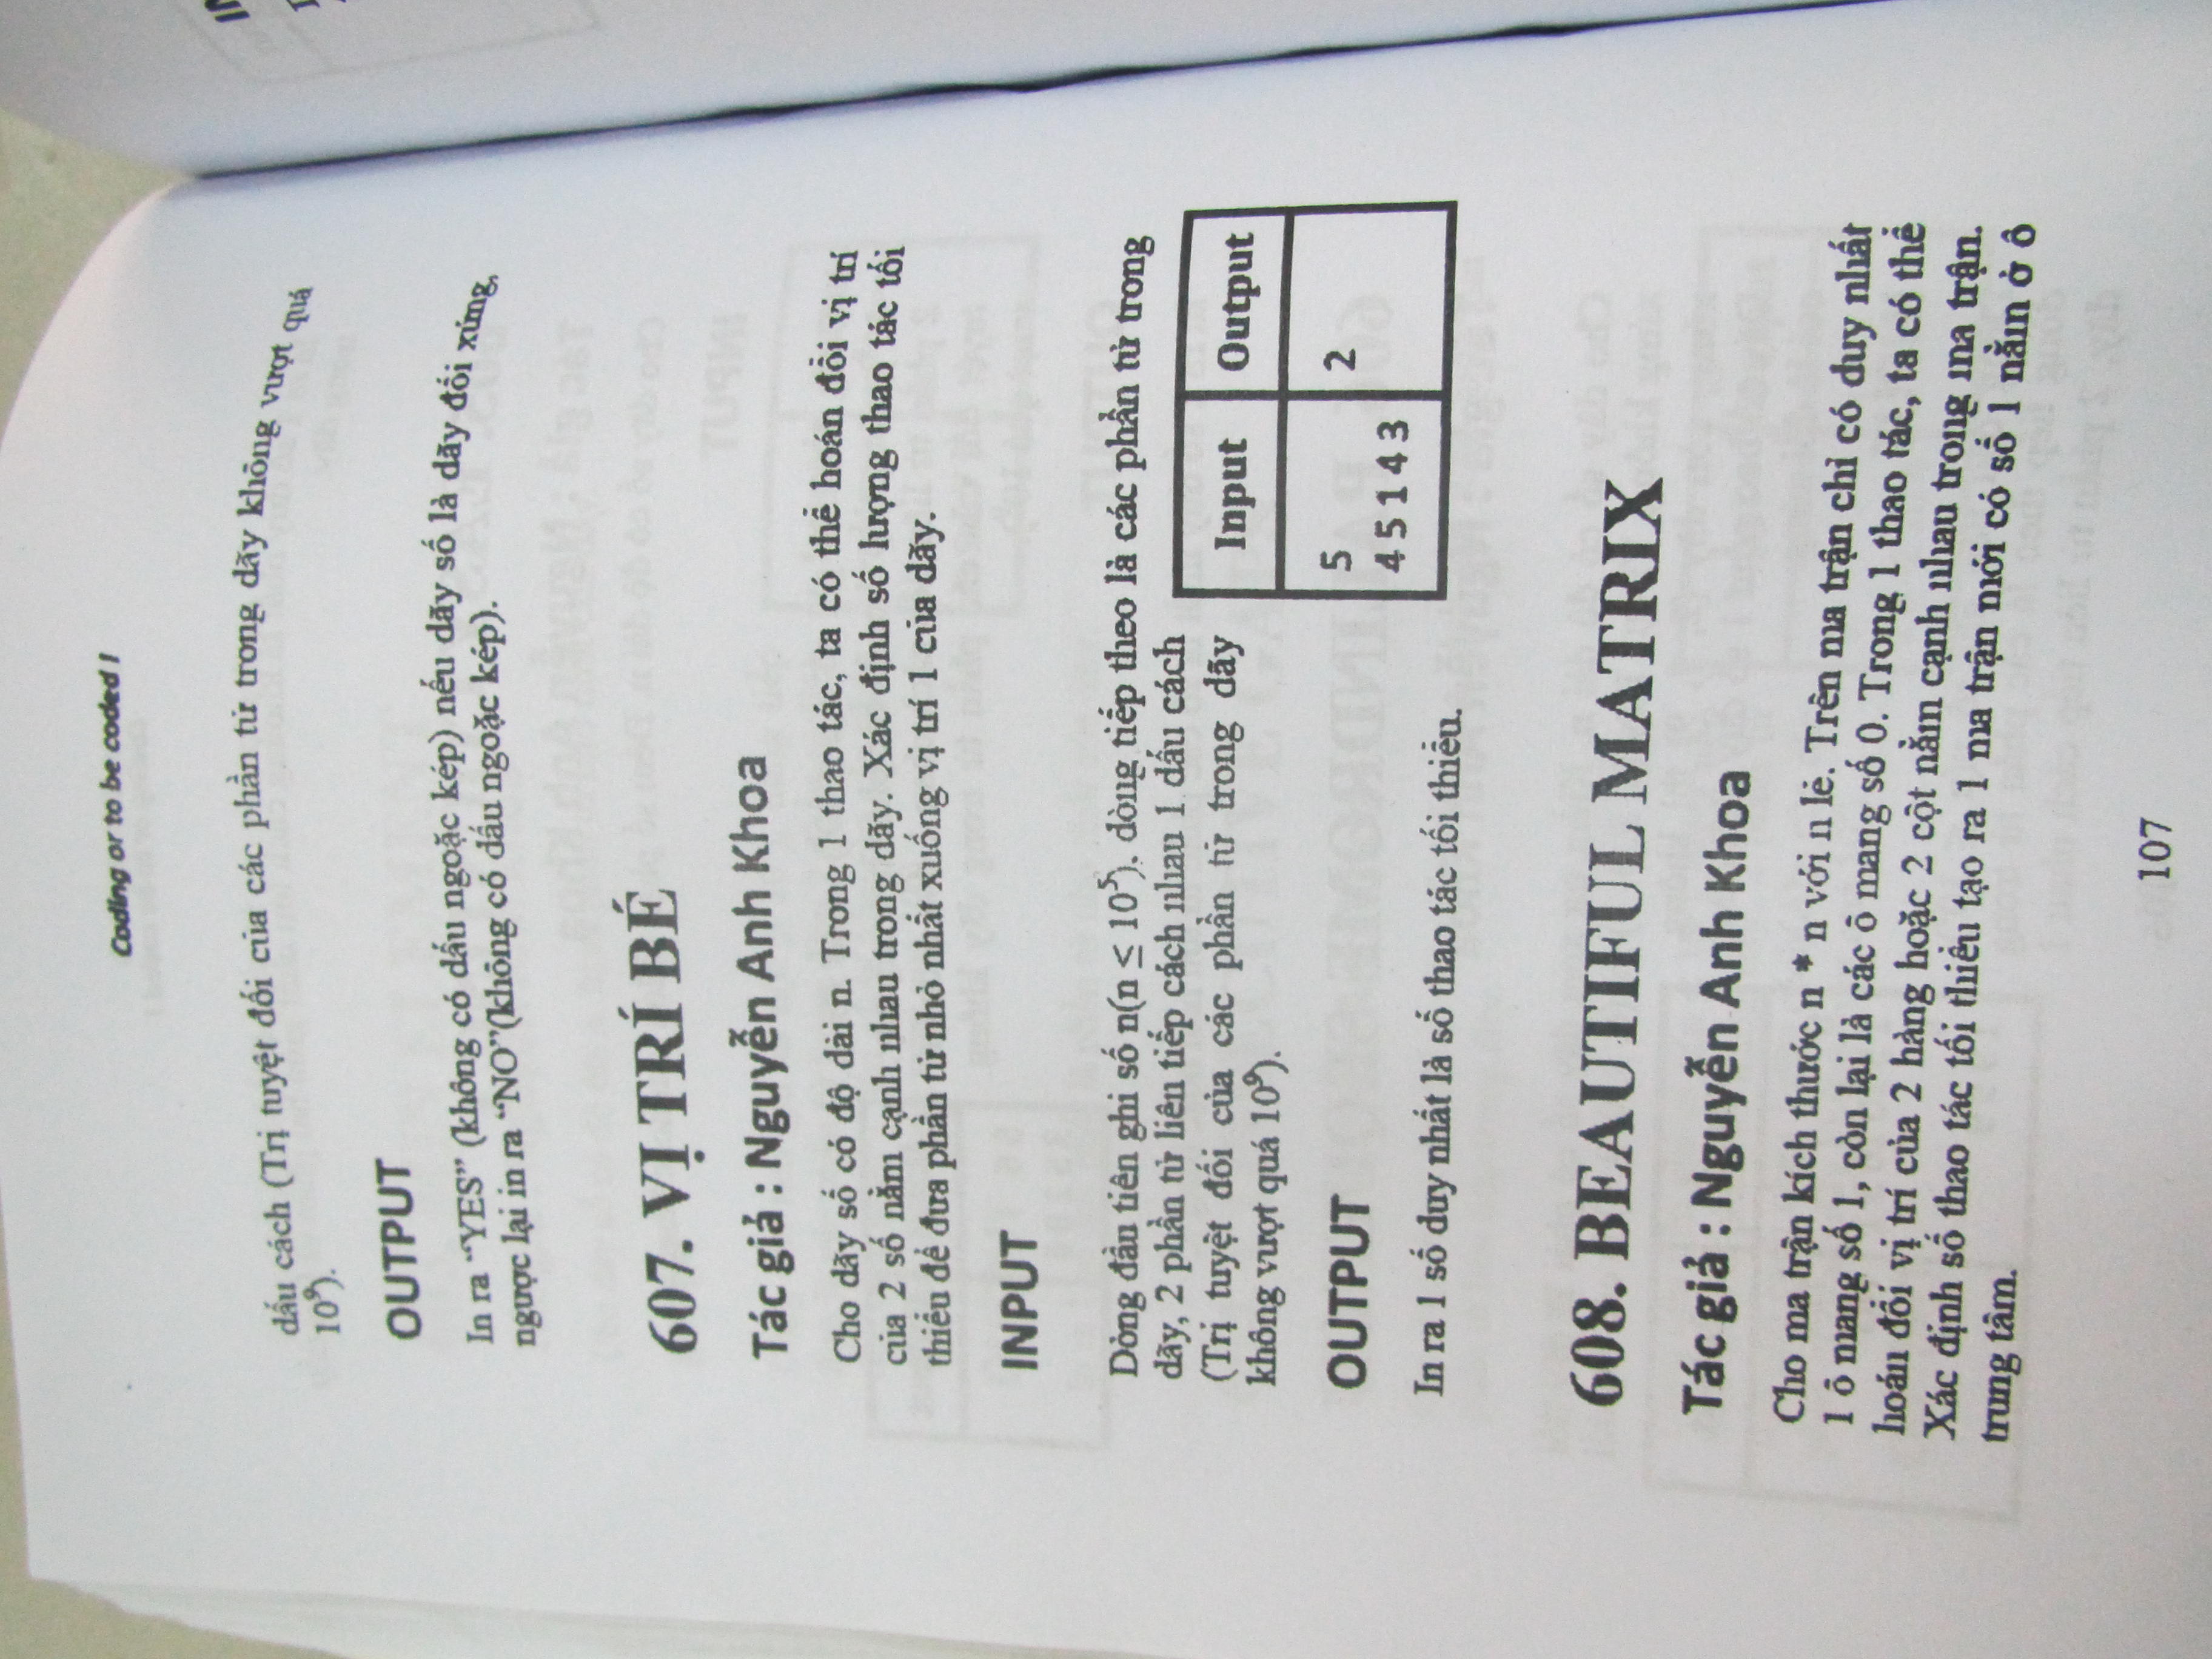 Coding or to be coded !
dấu cách (Trị tuyệt đối của các phần tử trong dãy không vượt quá
10⁹).
OUTPUT
In ra “YES” (không có dấu ngoặc kép) nếu dãy số là dãy đối xứng,
ngược lại in ra “NO”(không có dấu ngoặc kép).
607. VỊ TRÍ BÉ
Tác giả : Nguyễn Anh Khoa
Cho dãy số có độ dài n. Trong 1 thao tác, ta có thể hoán đổi vị trí
của 2 số nằm cạnh nhau trong dãy. Xác định số lượng thao tác tối
thiểu để đưa phần tử nhỏ nhất xuống vị trí 1 của dãy.
INPUT
Dòng đầu tiên ghi số n(n ≤ 10⁵). dòng tiếp theo là các phần tử trong
dãy, 2 phần tử liên tiếp cách nhau 1 dấu cách
(Trị tuyệt đối của các phần tử trong dãy
không vượt quá 10⁹).
Input Output
5 2
4 5 1 4 3
OUTPUT
In ra 1 số duy nhất là số thao tác tối thiểu.
608. BEAUTIFUL MATRIX
Tác giả : Nguyễn Anh Khoa
Cho ma trận kích thước n * n với n lẻ. Trên ma trận chỉ có duy nhất
1 ô mang số 1, còn lại là các ô mang số 0. Trong 1 thao tác, ta có thể
hoán đổi vị trí của 2 hàng hoặc 2 cột nằm cạnh nhau trong ma trận.
Xác định số thao tác tối thiểu tạo ra 1 ma trận mới có số 1 nằm ở ô
trung tâm.
107